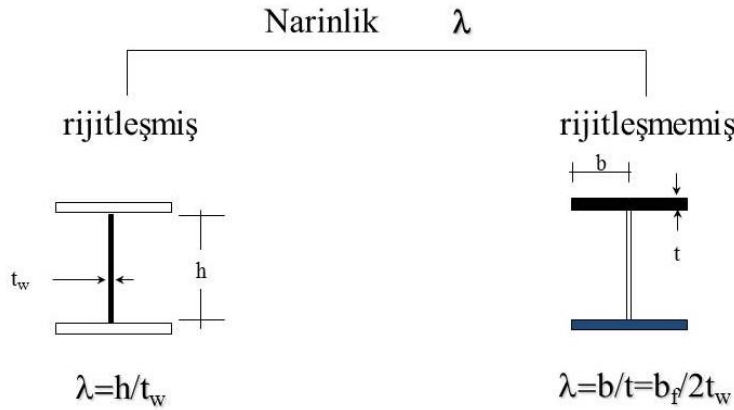 Narinlik λ
rijitleşmiş
rijitleşmemiş
b
t
h
t_w
λ=h/t_w
λ=b/t=b_f/2t_w